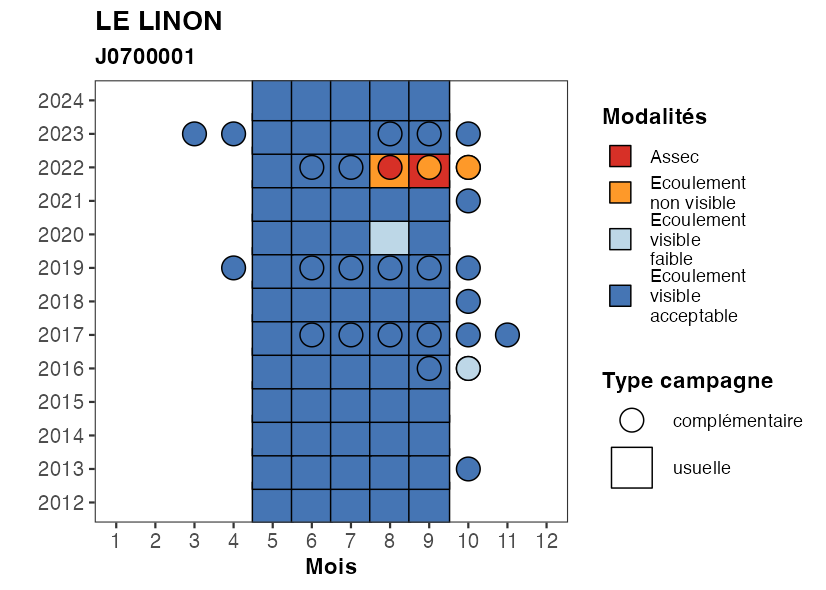 LE LINON
J0700001
2024
2023
2022
2021
2020
2019
2018
2017
2016
2015
2014
2013
2012
1 2 3 4 5 6 7 8 9 10 11 12
Mois
Modalités
Assec
Ecoulement
non visible
Ecoulement
visible
faible
Ecoulement
visible
acceptable
Type campagne
complémentaire
usuelle